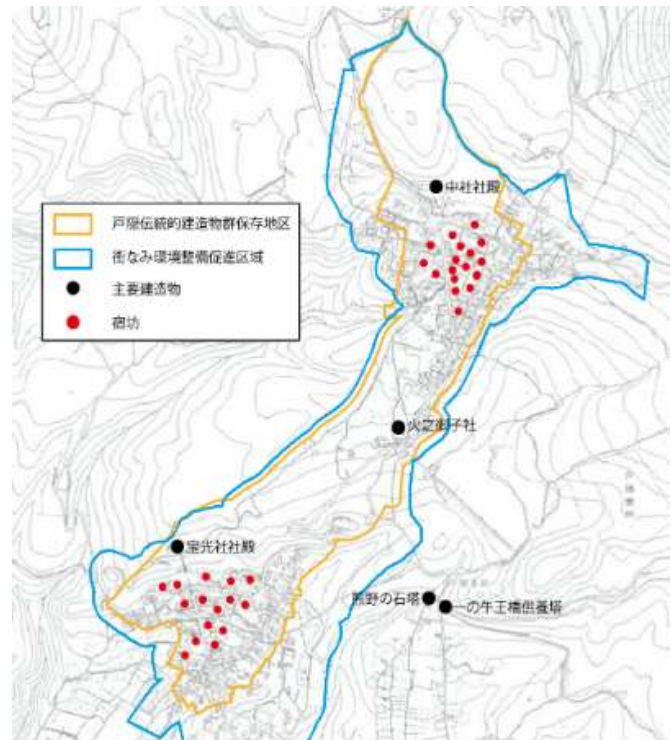 中社社殿
戸隠伝統的建造物群保存地区
街なみ環境整備促進区域
主要建造物
宿坊
火之御子社
宝光社社殿
熊野の石塔
一の午王橋供養塔